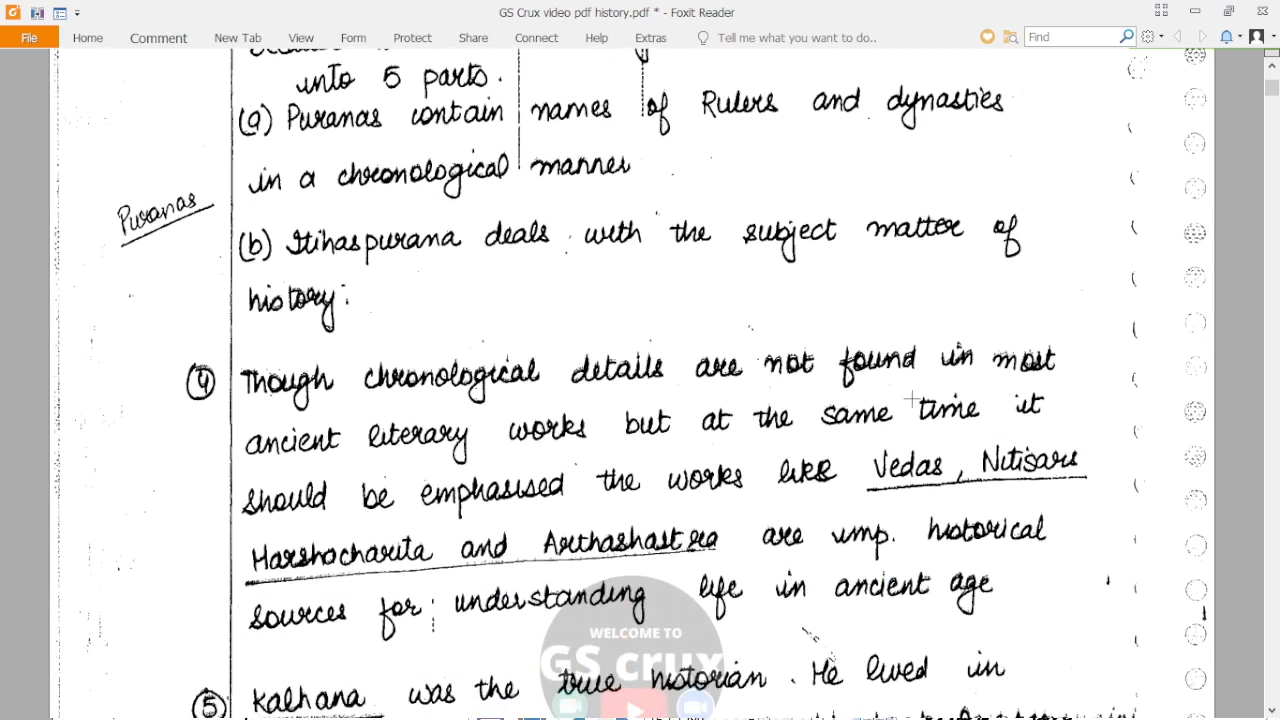 GS Crux video pdf history.pdf * - Foxit Reader
File Home Comment View Form Protect Share Connect Help Extras Tell me what you want to do.. Find
into 5 parts.
(a) Puranas contain names of Rulers and dynasties
in a chronological manner
Puranas
(b) Itihaspurana deals with the subject matter of
history:
4 Though chronological details are not found in most
ancient literary works but at the same time it
should be emphasised the works like Vedas, Nitisars
Harshacharita and Arthashastra are imp. historical
sources for understanding life in ancient age
WELCOME TO
GS crux
5 Kalhana was the true historian. He lived in